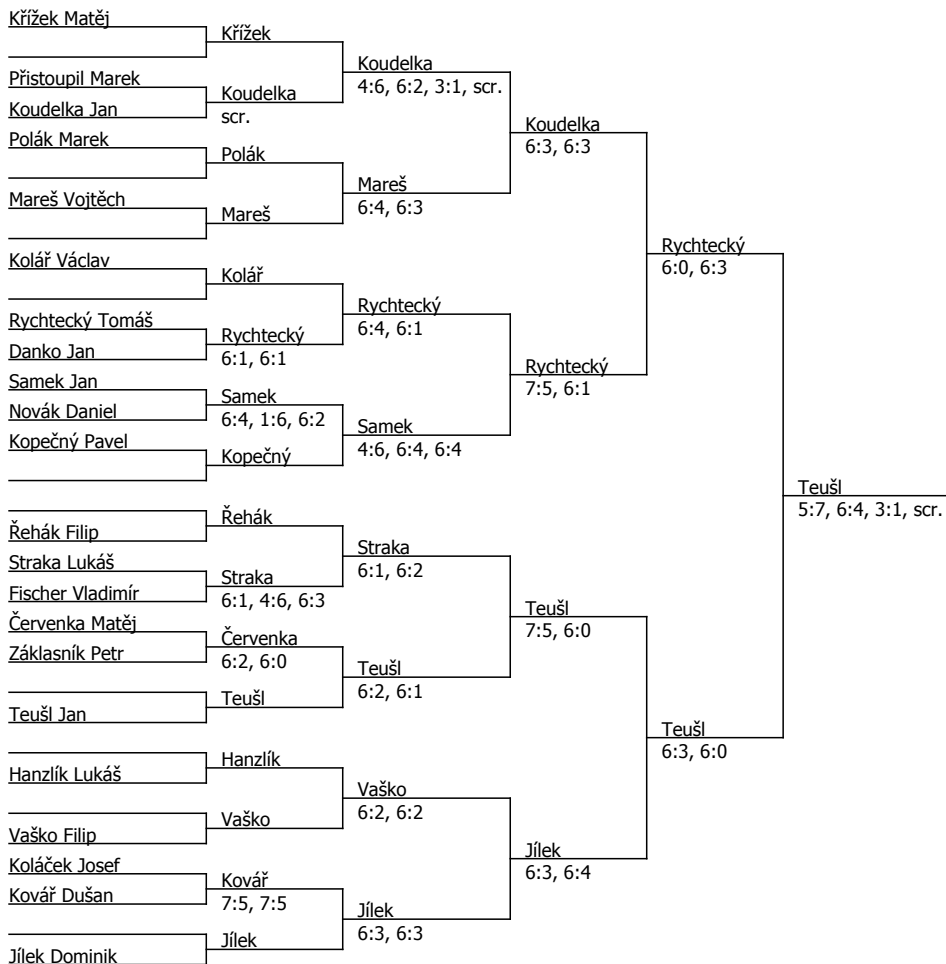 Křížek Matěj
Přistoupil Marek
Koudelka Jan
Polák Marek
Mareš Vojtěch
Kolář Václav
Rychtecký Tomáš
Danko Jan
Samek Jan
Novák Daniel
Kopečný Pavel
Řehák Filip
Straka Lukáš
Fischer Vladimír
Červenka Matěj
Záklasník Petr
Teušl Jan
Hanzlík Lukáš
Vaško Filip
Koláček Josef
Kovář Dušan
Jílek Dominik
Křížek
Koudelka
scr.
Polák
Mareš
Kolář
Rychtecký
6:1, 6:1
Samek
6:4, 1:6, 6:2
Kopečný
Řehák
Straka
6:1, 4:6, 6:3
Červenka
6:2, 6:0
Teušl
Hanzlík
Vaško
Kovář
7:5, 7:5
Jílek
Koudelka
4:6, 6:2, 3:1, scr.
Mareš
6:4, 6:3
Rychtecký
6:4, 6:1
Samek
4:6, 6:4, 6:4
Straka
6:1, 6:2
Teušl
6:2, 6:1
Vaško
6:2, 6:2
Jílek
6:3, 6:3
Koudelka
6:3, 6:3
Rychtecký
7:5, 6:1
Teušl
7:5, 6:0
Jílek
6:3, 6:4
Rychtecký
6:0, 6:3
Teušl
6:3, 6:0
Teušl
5:7, 6:4, 3:1, scr.